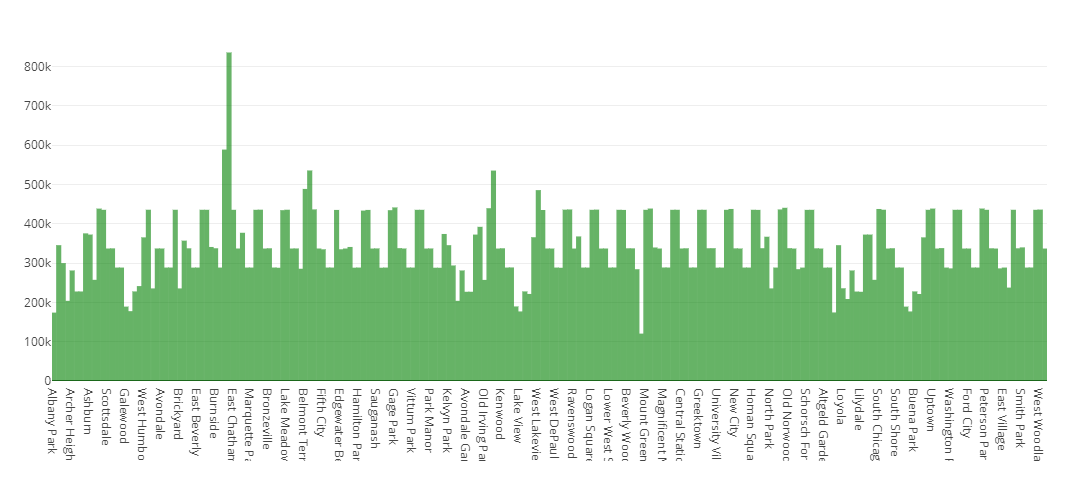 800k
700k
600k
500k
400k
300k
200k
100k
0
Albany Park
Archer Heigh
Ashburn
Scottsdale
Galewood
West Humbo
Avondale
Brickyard
East Beverly
Burnside
East Chatham
Marquette Pa
Bronzeville
Lake Meadow
Belmont Terr
Fifth City
Edgewater Be
Hamilton Par
Sauganash
Gage Park
Vittum Park
Park Manor
Kelvyn Park
Avondale Gar
Old Irving Pa
Kenwood
Lake View
West Lakevie
West DePaul
Ravenswood
Logan Square
Lower West S
Beverly Wood
Mount Green
Magnificent M
Central Statio
Greektown
University Vil
New City
Homan Squa
North Park
Old Norwood
Schorsch For
Altgeld Garde
Loyola
Lilydale
South Chicag
South Shore
Buena Park
Uptown
Washington P
Ford City
Peterson Par
East Village
Smith Park
West Woodla